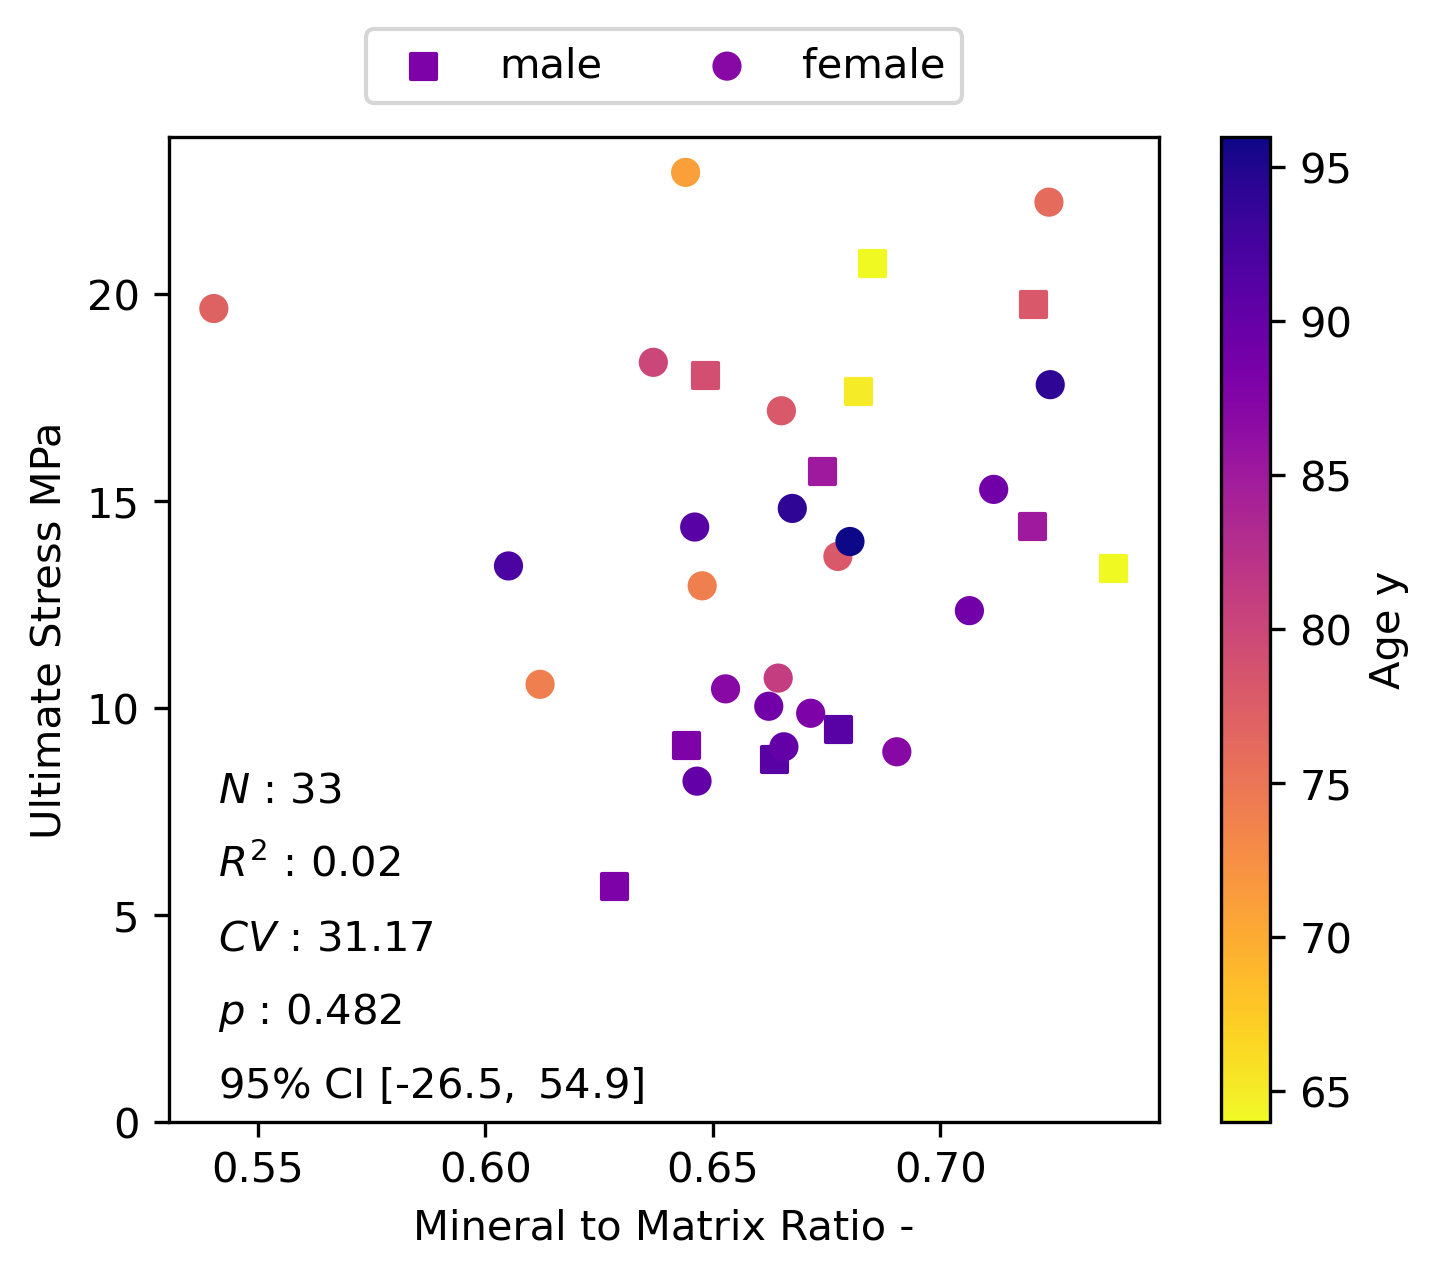 male female
20
15
10
5
0
Ultimate Stress MPa
N : 33
R² : 0.02
CV : 31.17
p : 0.482
95% CI [-26.5, 54.9]
0.55 0.60 0.65 0.70
Mineral to Matrix Ratio -
95
90
85
80
75
70
65
Age y